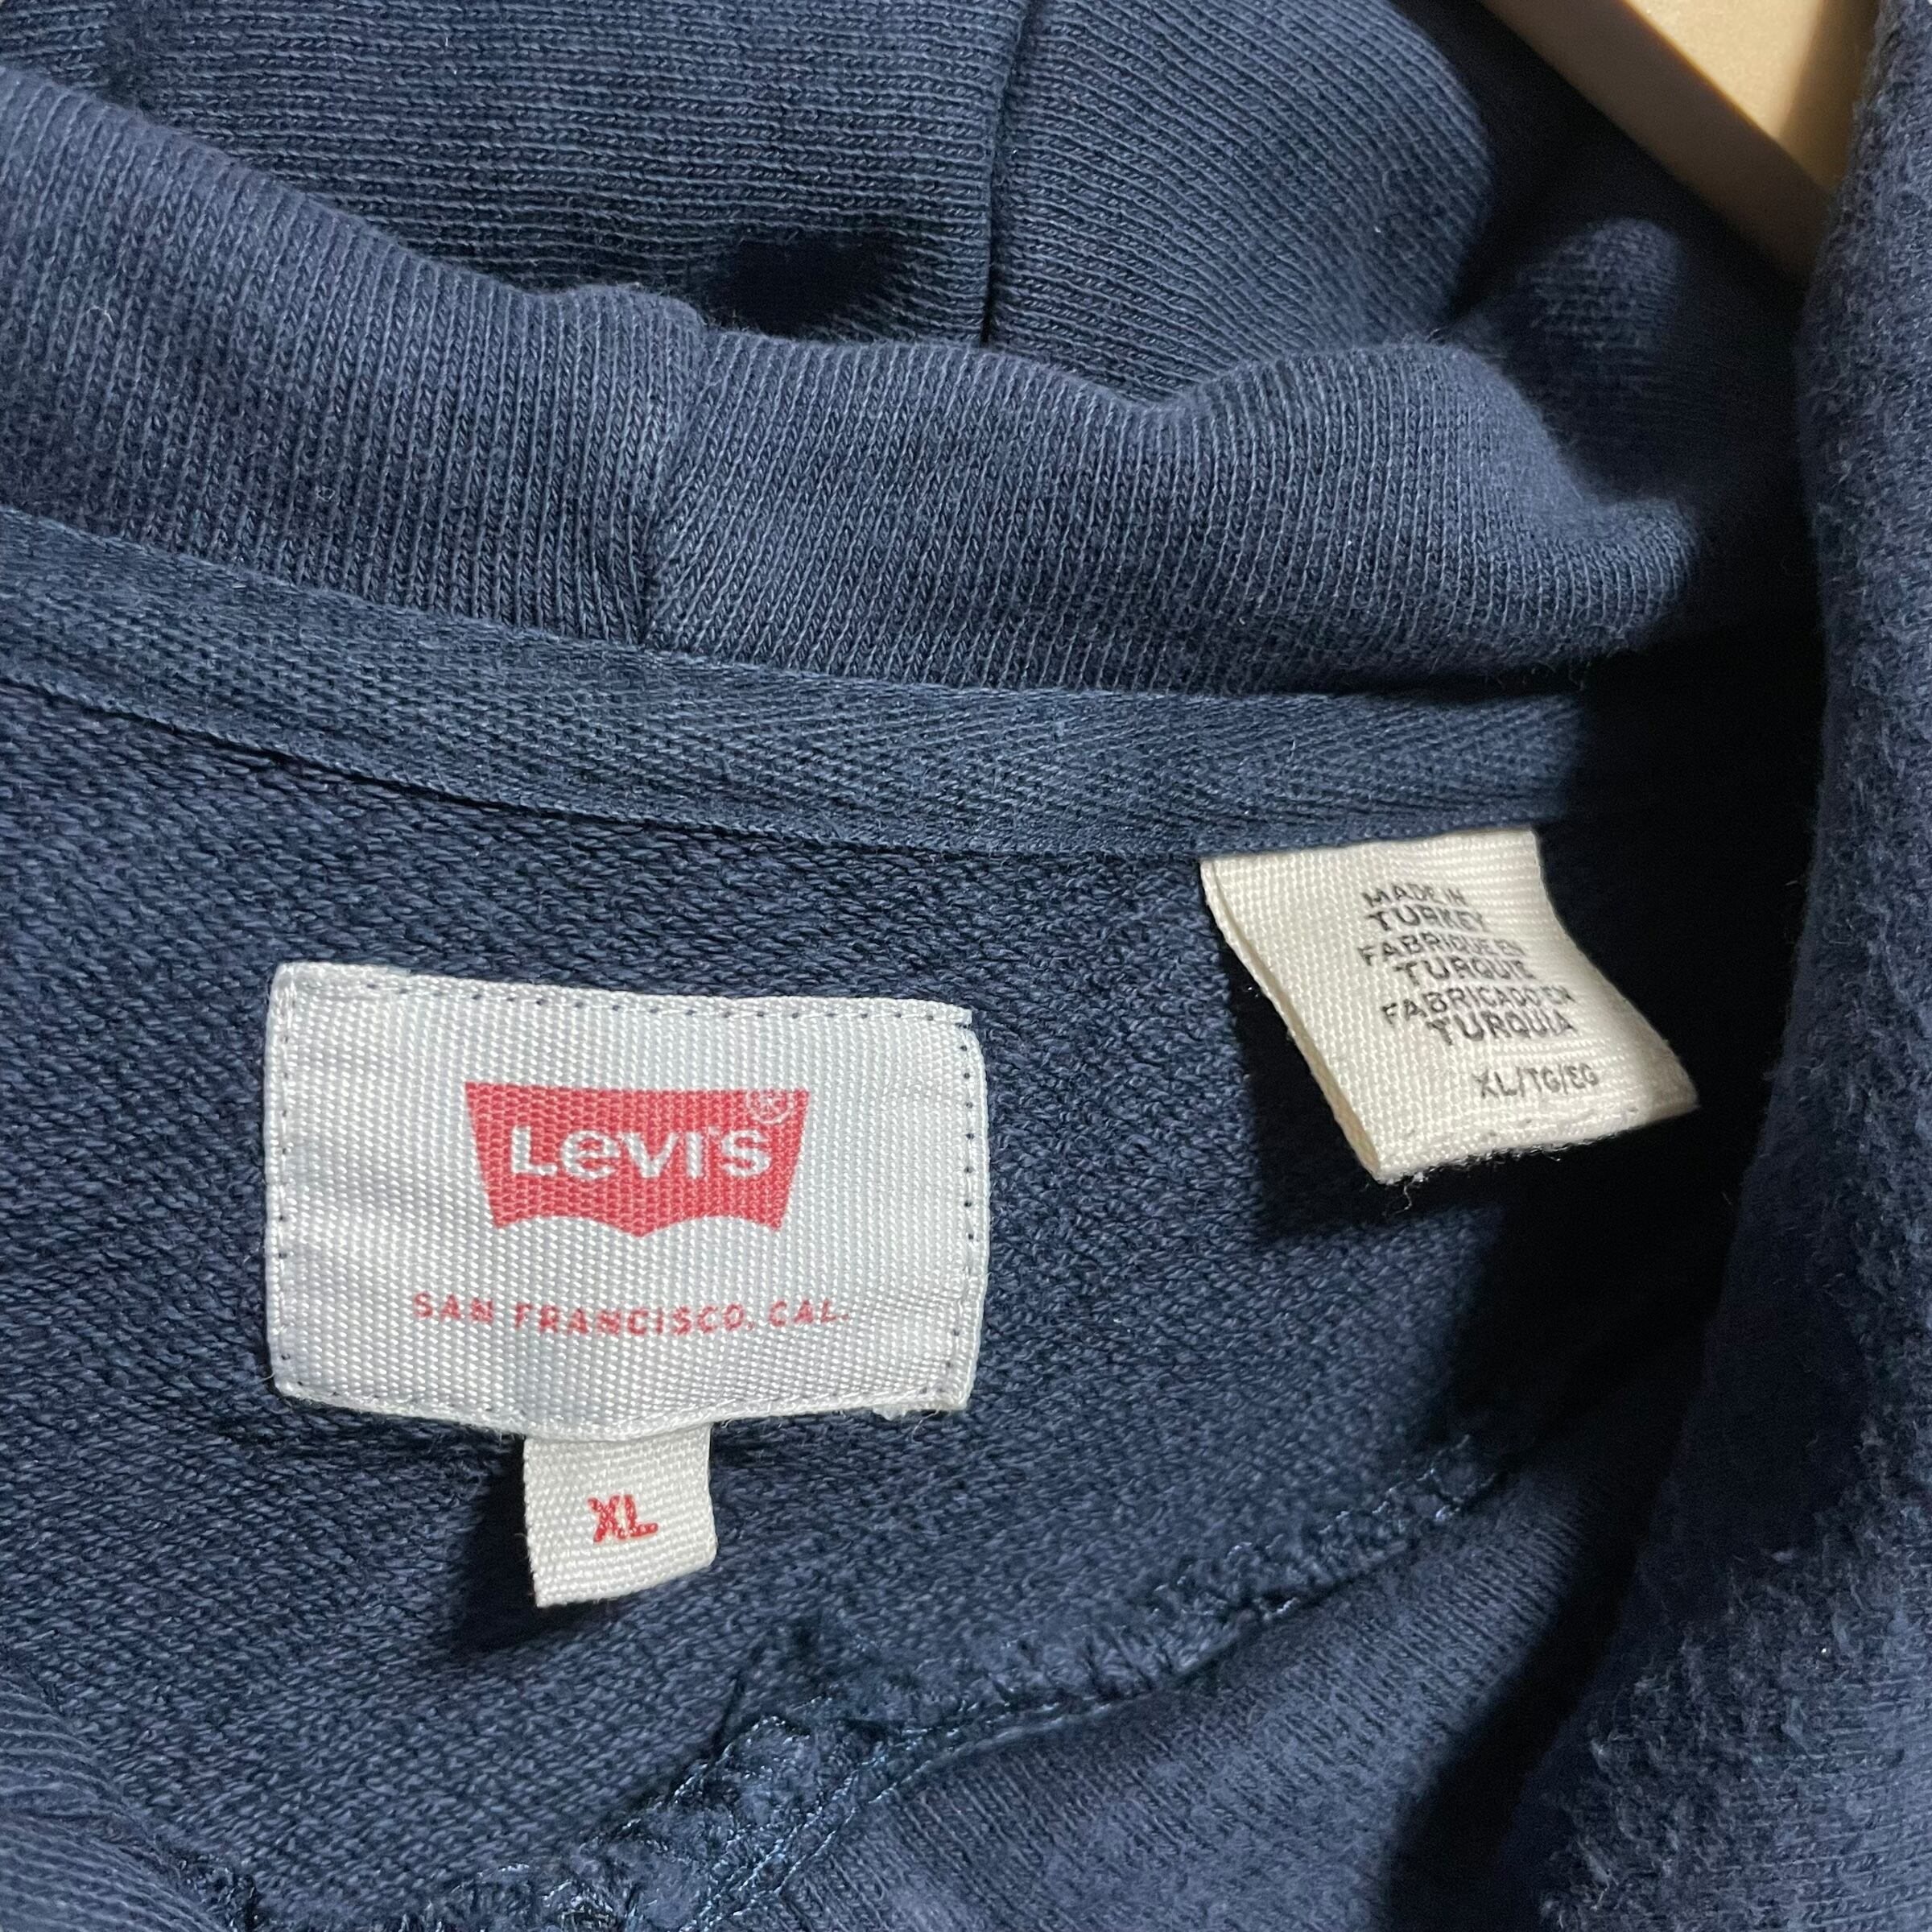 Levi's®
SAN FRANCISCO, CAL.
XL
MADE IN
TURKEY
FABRIQUE EN
TURQUIE
FABRICADO EN
TURQUIA
XL/TG/EG